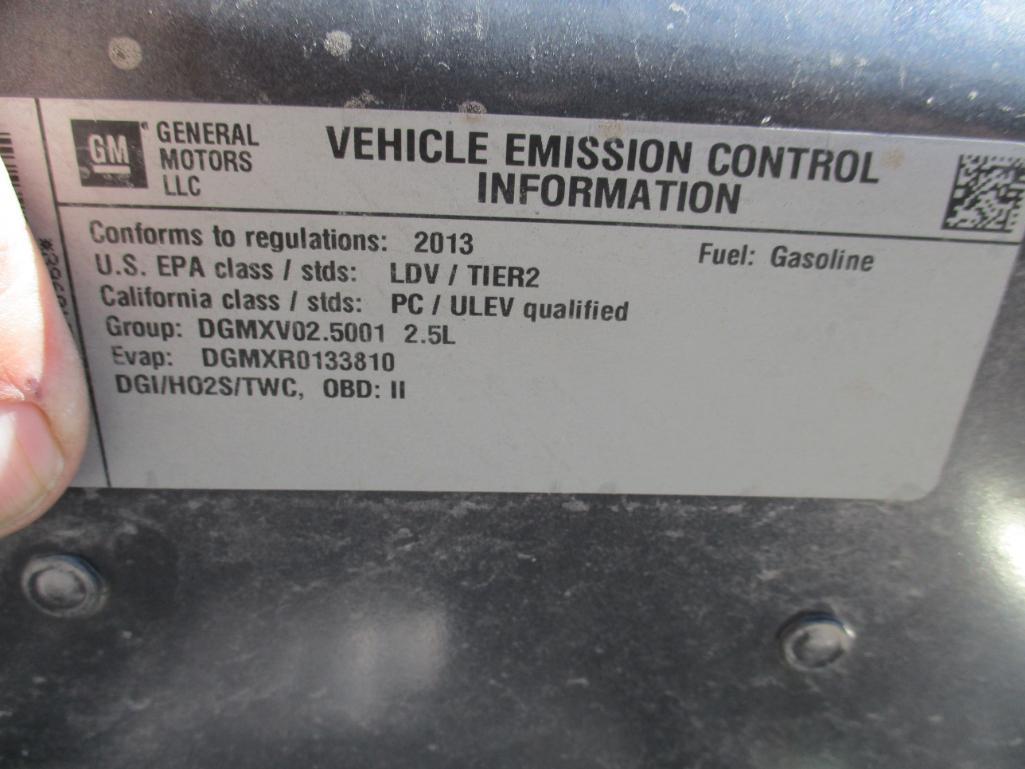 GM
GENERAL
MOTORS
LLC
VEHICLE EMISSION CONTROL
INFORMATION
Conforms to regulations: 2013
Fuel: Gasoline
U.S. EPA class / stds: LDV / TIER2
California class / stds: PC / ULEV qualified
Group: DGMXV02.5001 2.5L
Evap: DGMXR0133810
DGI/HO2S/TWC, OBD: II